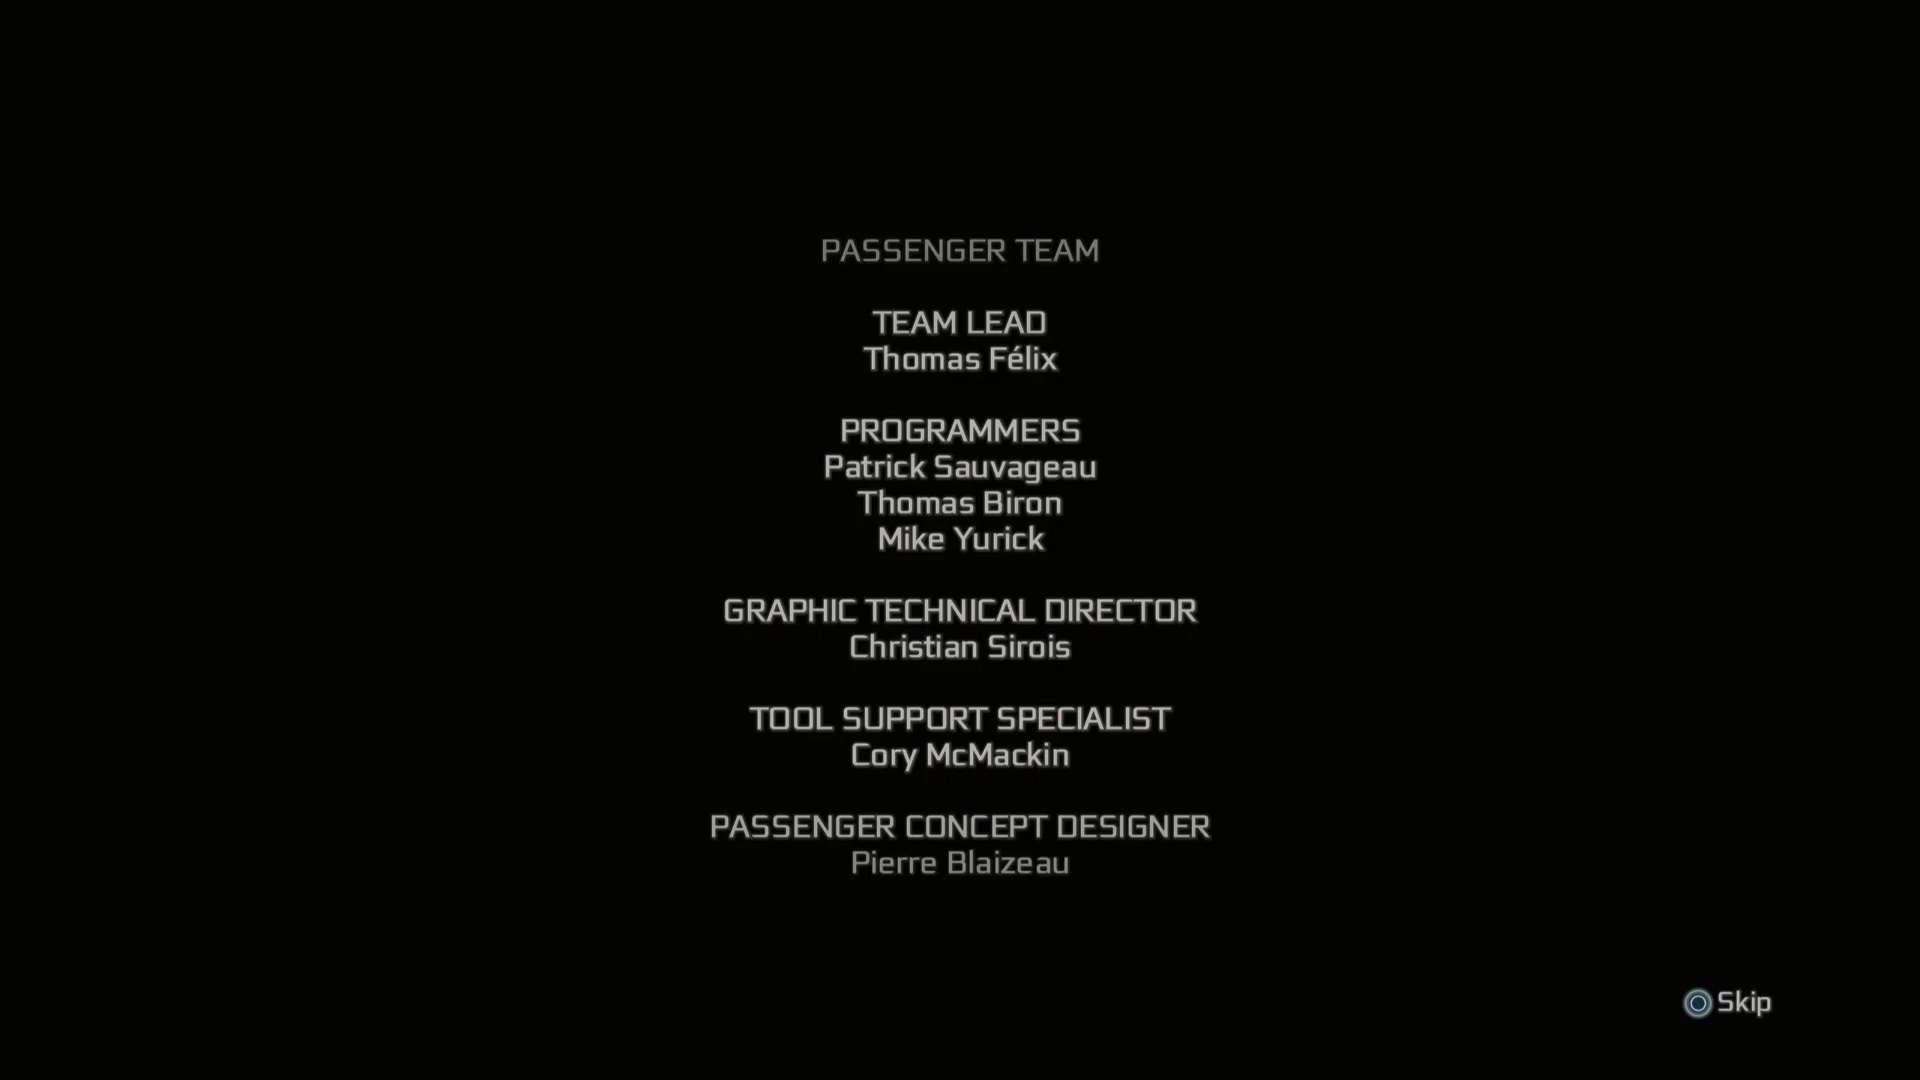 PASSENGER TEAM
TEAM LEAD
Thomas Félix
PROGRAMMERS
Patrick Sauvageau
Thomas Biron
Mike Yurick
GRAPHIC TECHNICAL DIRECTOR
Christian Sirois
TOOL SUPPORT SPECIALIST
Cory McMackin
PASSENGER CONCEPT DESIGNER
Pierre Blaizeau
Skip